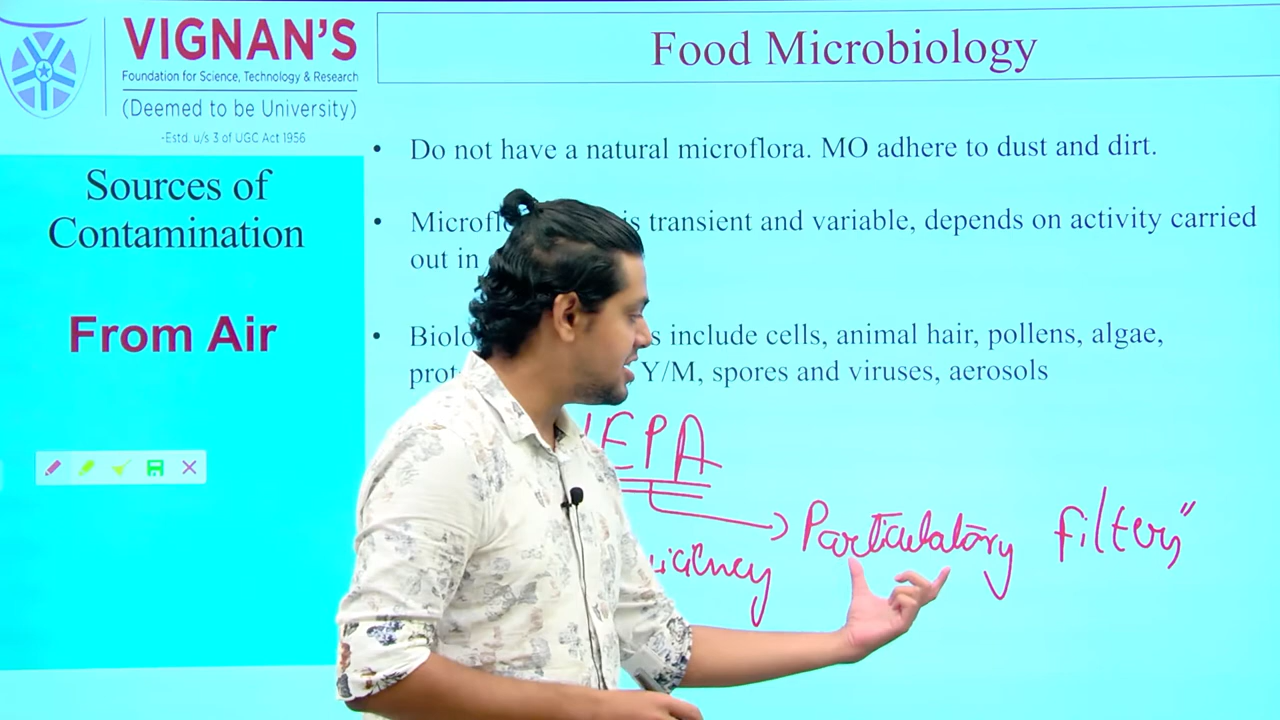 VIGNAN'S
Foundation for Science, Technology & Research
(Deemed to be University)
-Estd. u/s 3 of UGC Act 1956
Food Microbiology
Sources of
Contamination
From Air
• Do not have a natural microflora. MO adhere to dust and dirt.
• is transient and variable, depends on activity carried
out in
• include cells, animal hair, pollens, algae,
Y/M, spores and viruses, aerosols
EPA
Particulatory filters"